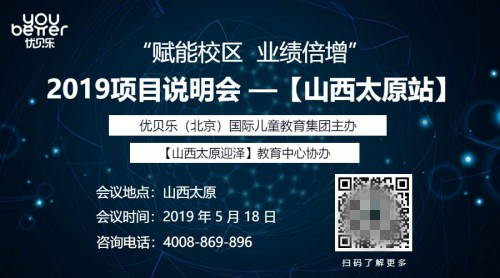 you
better
优贝乐
“赋能校区 业绩倍增”
2019项目说明会 —【山西太原站】
优贝乐（北京）国际儿童教育集团主办
【山西太原迎泽】教育中心协办
会议地点：山西太原
会议时间：2019 年 5 月 18 日
咨询电话：4008-869-896
扫码了解更多